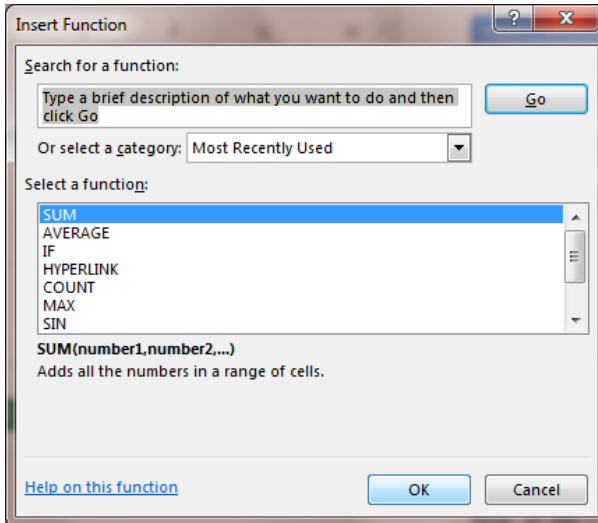 Insert Function
Search for a function:
Type a brief description of what you want to do and then
click Go
Go
Or select a category: Most Recently Used
Select a function:
SUM
AVERAGE
IF
HYPERLINK
COUNT
MAX
SIN
SUM(number1,number2,...)
Adds all the numbers in a range of cells.
Help on this function
OK Cancel